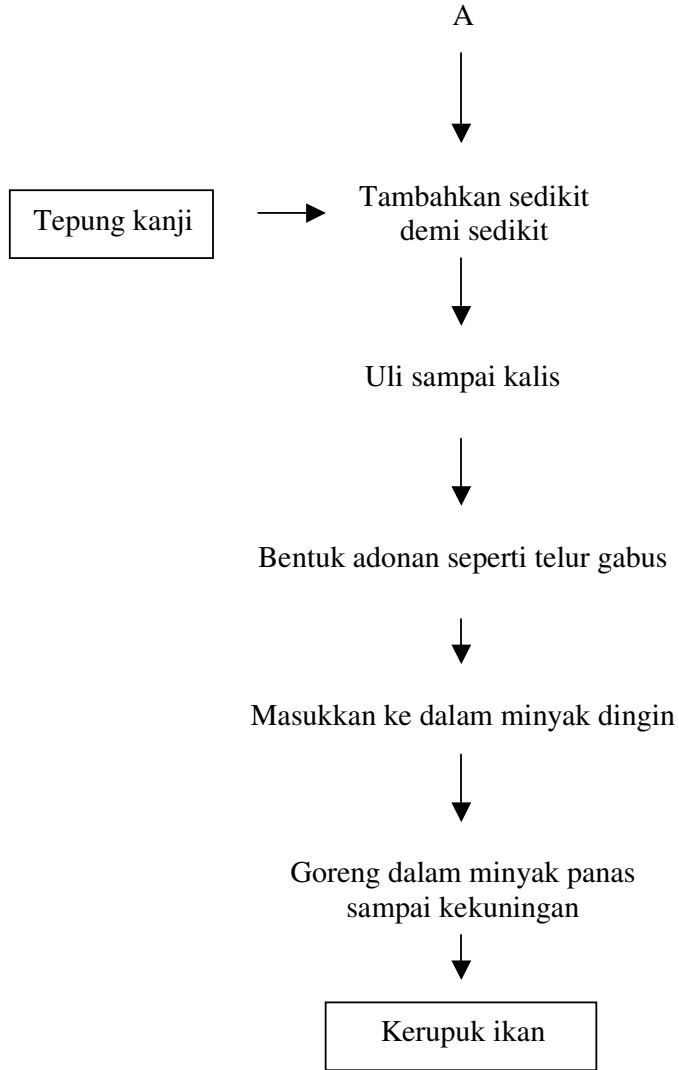 A
Tepung kanji
Tambahkan sedikit
demi sedikit
Uli sampai kalis
Bentuk adonan seperti telur gabus
Masukkan ke dalam minyak dingin
Goreng dalam minyak panas
sampai kekuningan
Kerupuk ikan